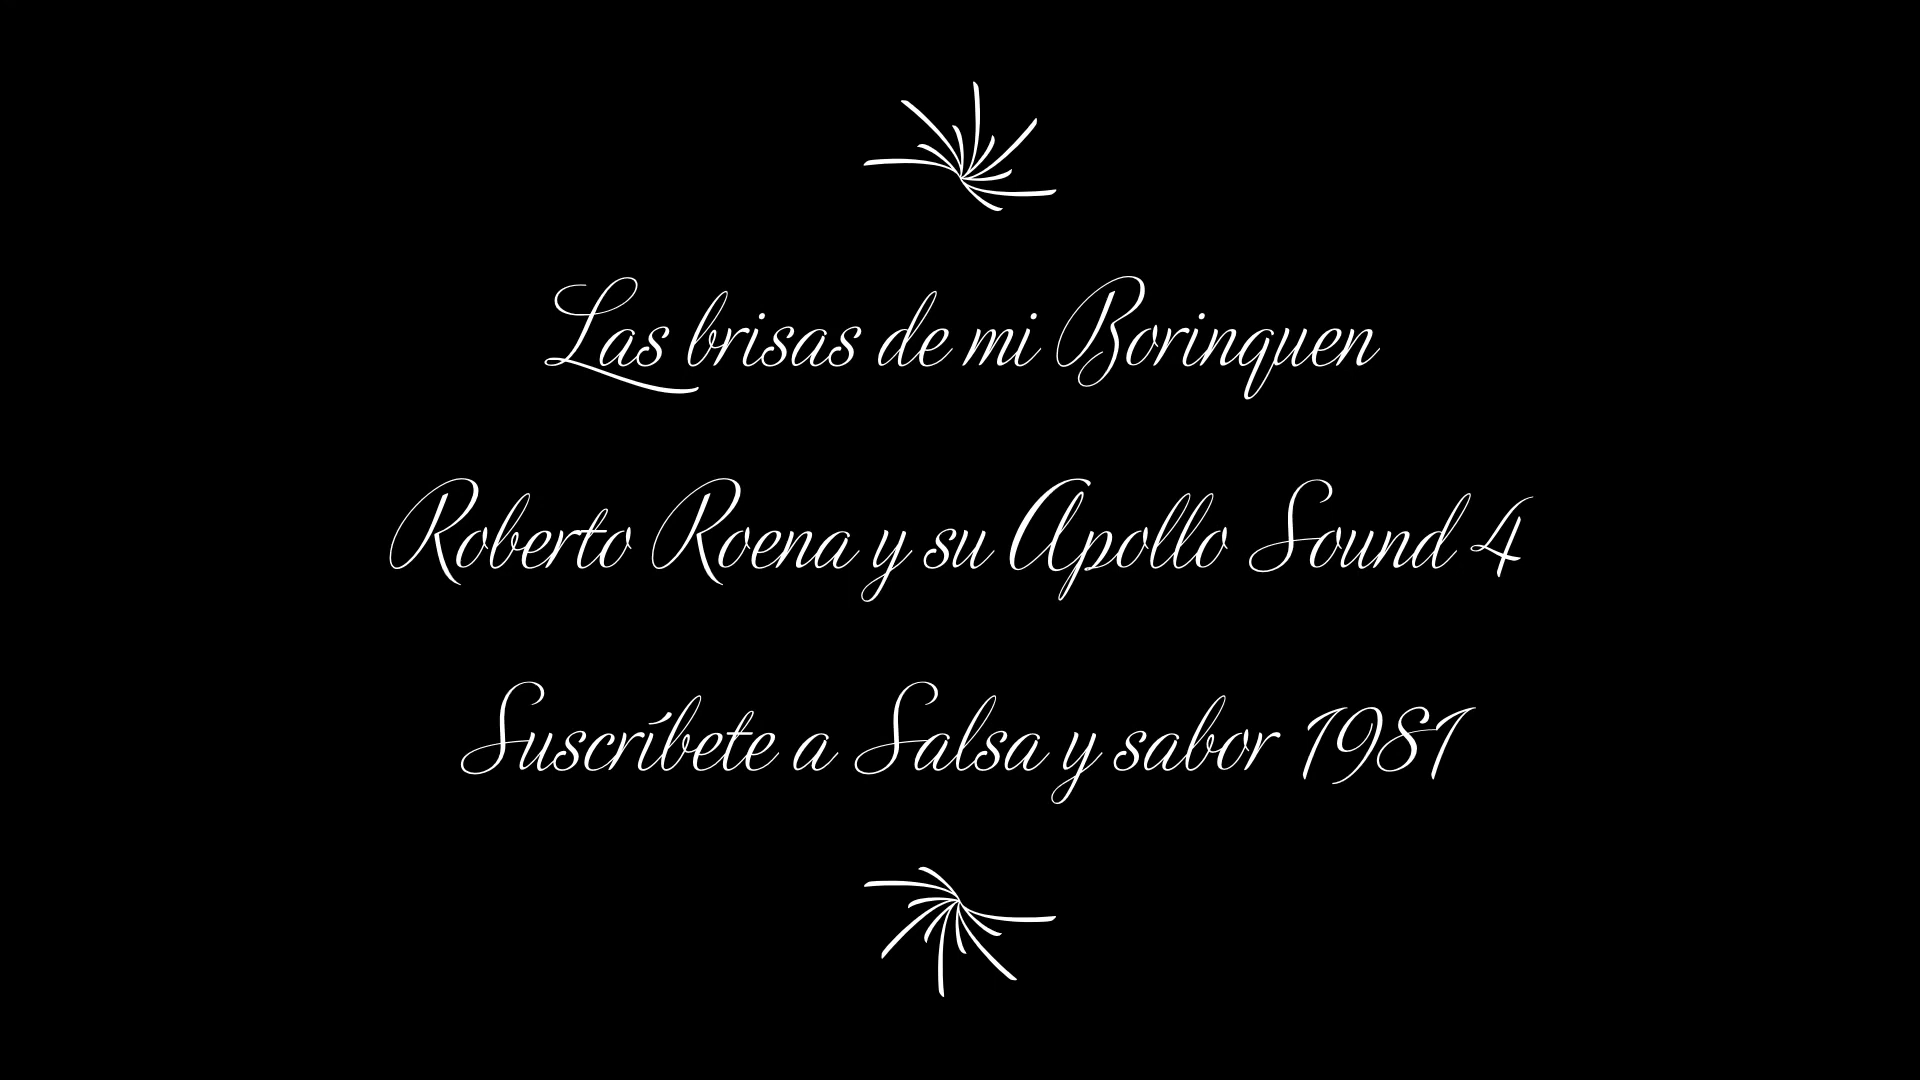 Las brisas de mi Borinquen
Roberto Roena y su Apollo Sound 4
Suscríbete a Salsa y sabor 1981